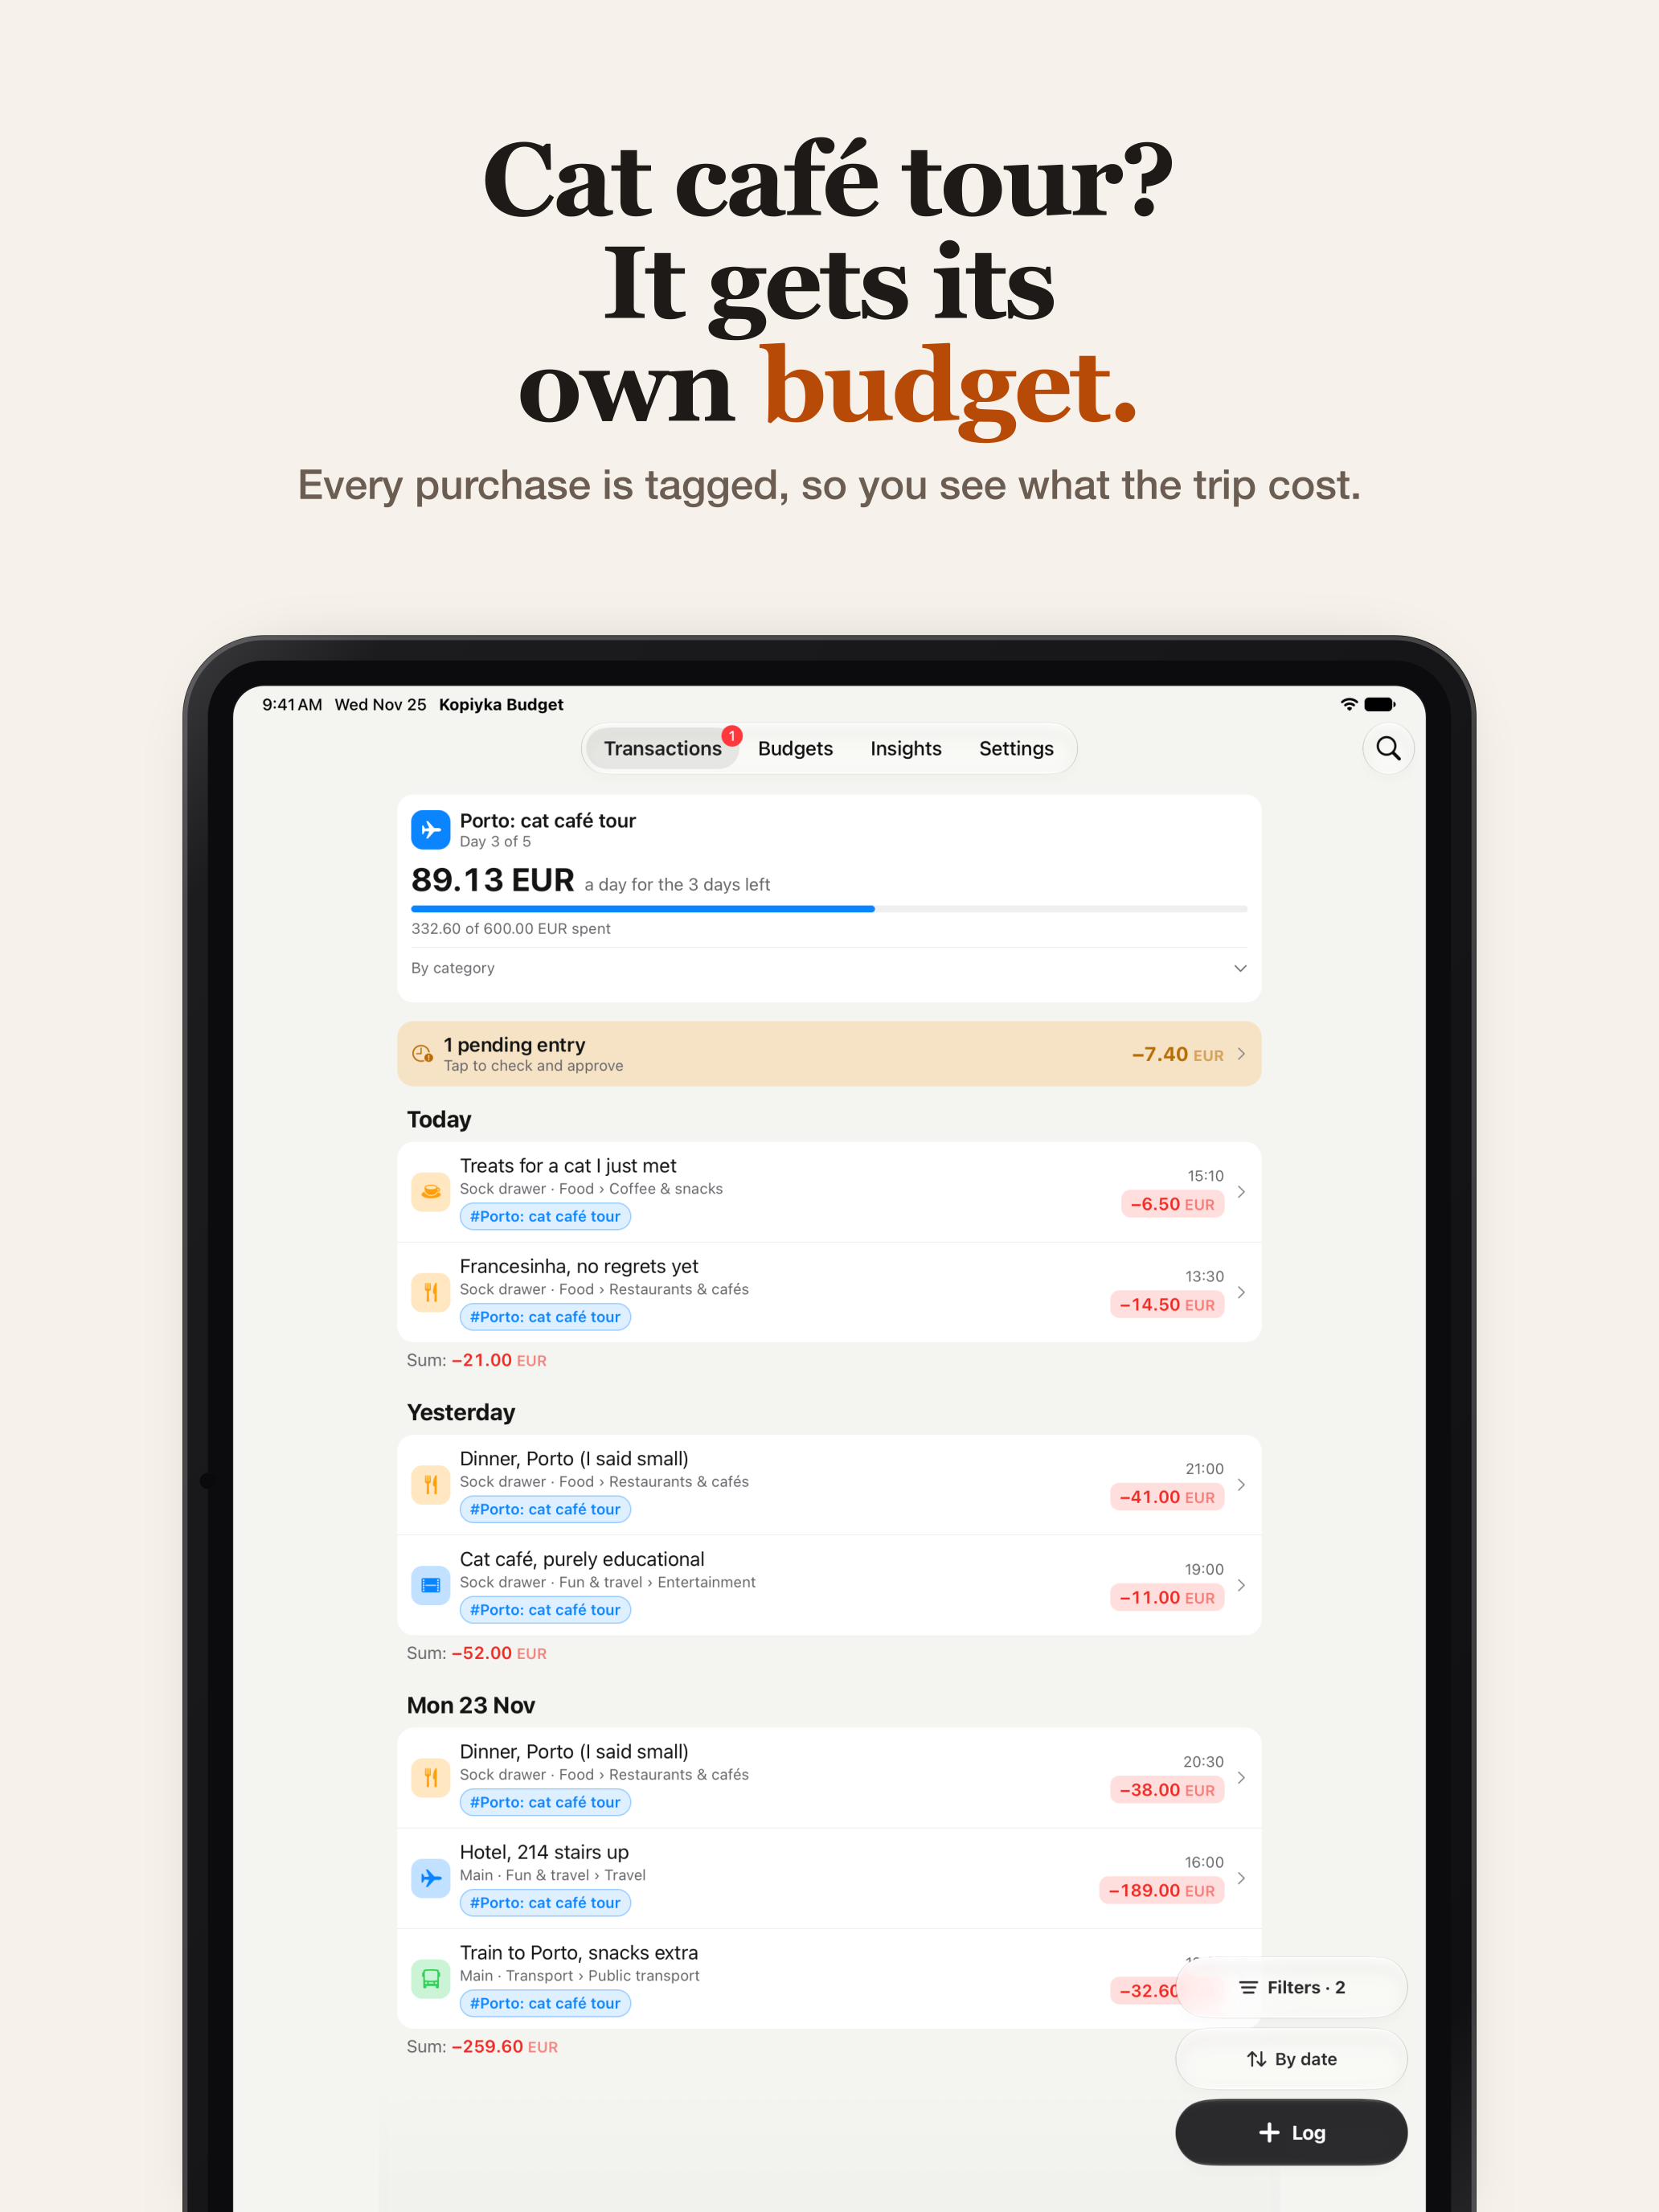 Cat café tour?
It gets its
own budget.
Every purchase is tagged, so you see what the trip cost.
9:41 AM Wed Nov 25 Kopiyka Budget
Transactions 1 Budgets Insights Settings
Porto: cat café tour
Day 3 of 5
89.13 EUR a day for the 3 days left
332.60 of 600.00 EUR spent
By category
1 pending entry
Tap to check and approve
−7.40 EUR
Today
Treats for a cat I just met
Sock drawer · Food › Coffee & snacks
#Porto: cat café tour
15:10
−6.50 EUR
Francesinha, no regrets yet
Sock drawer · Food › Restaurants & cafés
#Porto: cat café tour
13:30
−14.50 EUR
Sum: −21.00 EUR
Yesterday
Dinner, Porto (I said small)
Sock drawer · Food › Restaurants & cafés
#Porto: cat café tour
21:00
−41.00 EUR
Cat café, purely educational
Sock drawer · Fun & travel › Entertainment
#Porto: cat café tour
19:00
−11.00 EUR
Sum: −52.00 EUR
Mon 23 Nov
Dinner, Porto (I said small)
Sock drawer · Food › Restaurants & cafés
#Porto: cat café tour
20:30
−38.00 EUR
Hotel, 214 stairs up
Main · Fun & travel › Travel
#Porto: cat café tour
16:00
−189.00 EUR
Train to Porto, snacks extra
Main · Transport › Public transport
#Porto: cat café tour
−32.60
Sum: −259.60 EUR
Filters · 2
By date
Log